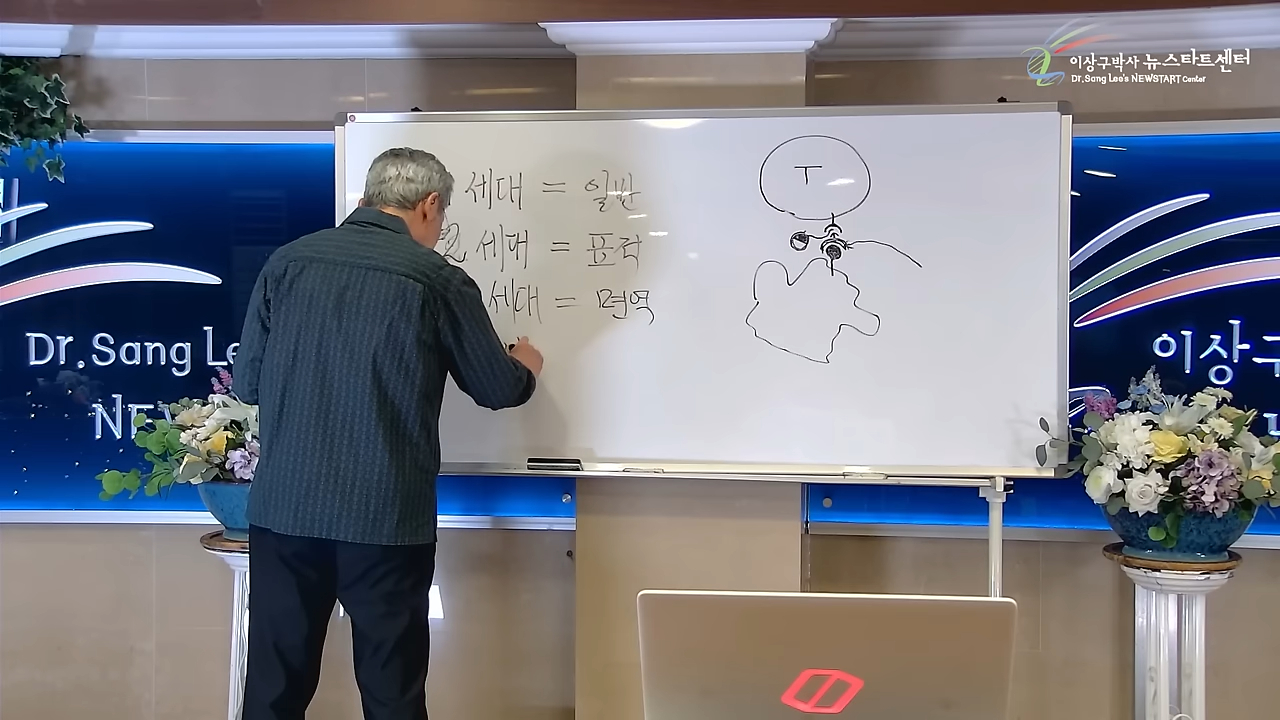 이상구박사 뉴스타트센터
Dr.Sang Lee's NEWSTART Center
세대 = 일반
2 세대 = 표적
세대 = 면역
T
Dr.Sang Le
NEW
이상구